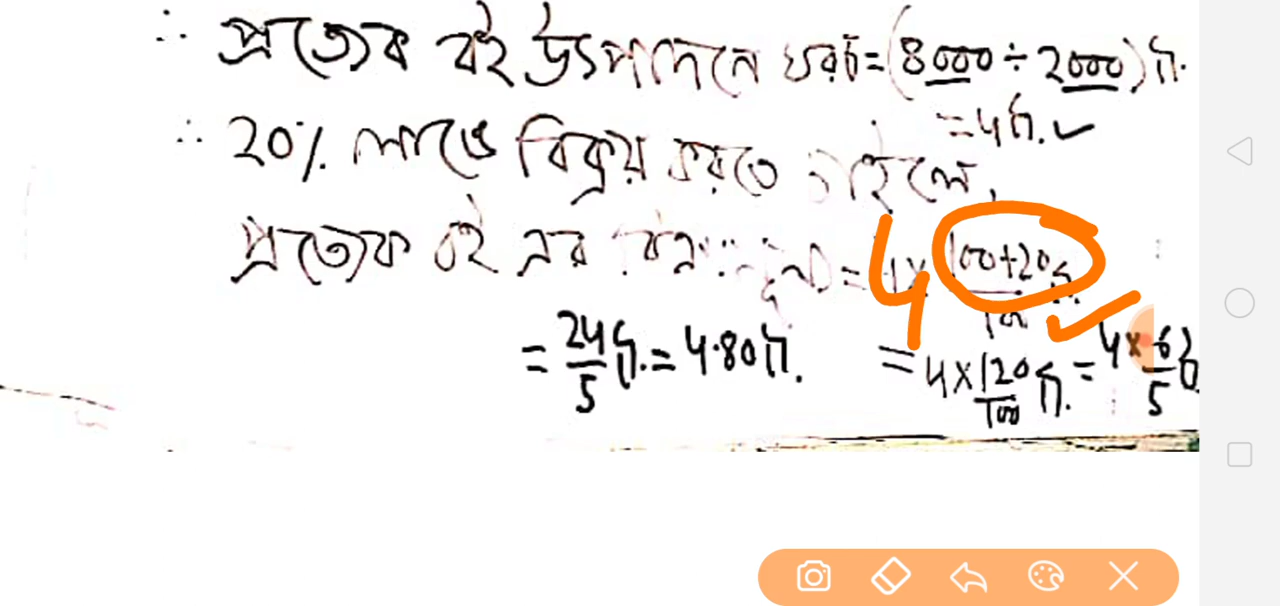 ∴ প্রত্যেক বই উৎপাদনে খরচ = (8000 ÷ 2000) টা.
= 4 টা. ✓
∴ 20% লাভে বিক্রয় করতে চাইলে,
প্রত্যেক বই এর = 4 × 100+20/100 টা.
= 4 × 120/100 টা. = 4 × 6/5 টা.
= 24/5 টা. = 4.80 টা.